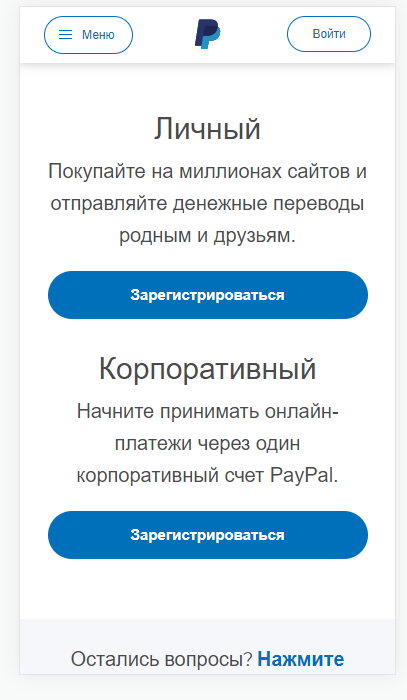 Меню
Войти
Личный
Покупайте на миллионах сайтов и
отправляйте денежные переводы
родным и друзьям.
Зарегистрироваться
Корпоративный
Начните принимать онлайн-
платежи через один
корпоративный счет PayPal.
Зарегистрироваться
Остались вопросы? Нажмите